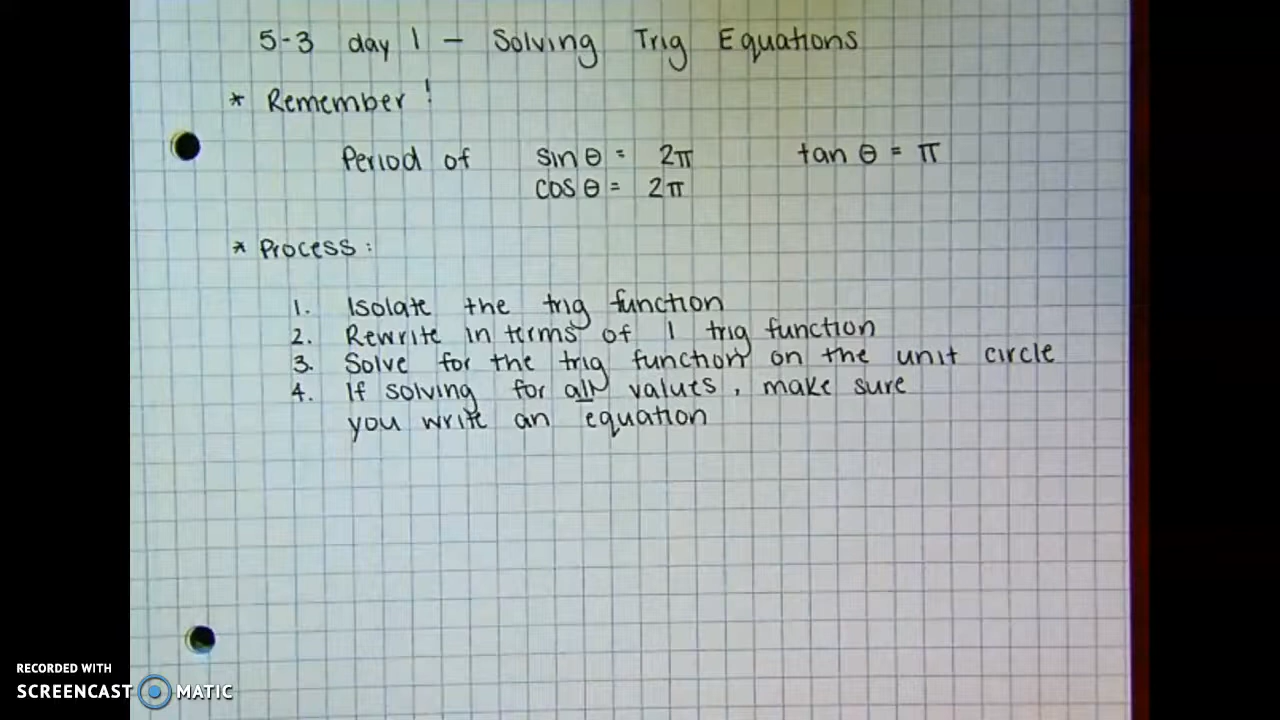 5-3 day 1 - Solving Trig Equations
* Remember!
Period of sin θ = 2π tan θ = π
cos θ = 2π
* Process:
1. Isolate the trig function
2. Rewrite in terms of 1 trig function
3. Solve for the trig function on the unit circle
4. If solving for all values, make sure
you write an equation
RECORDED WITH
SCREENCAST MATIC